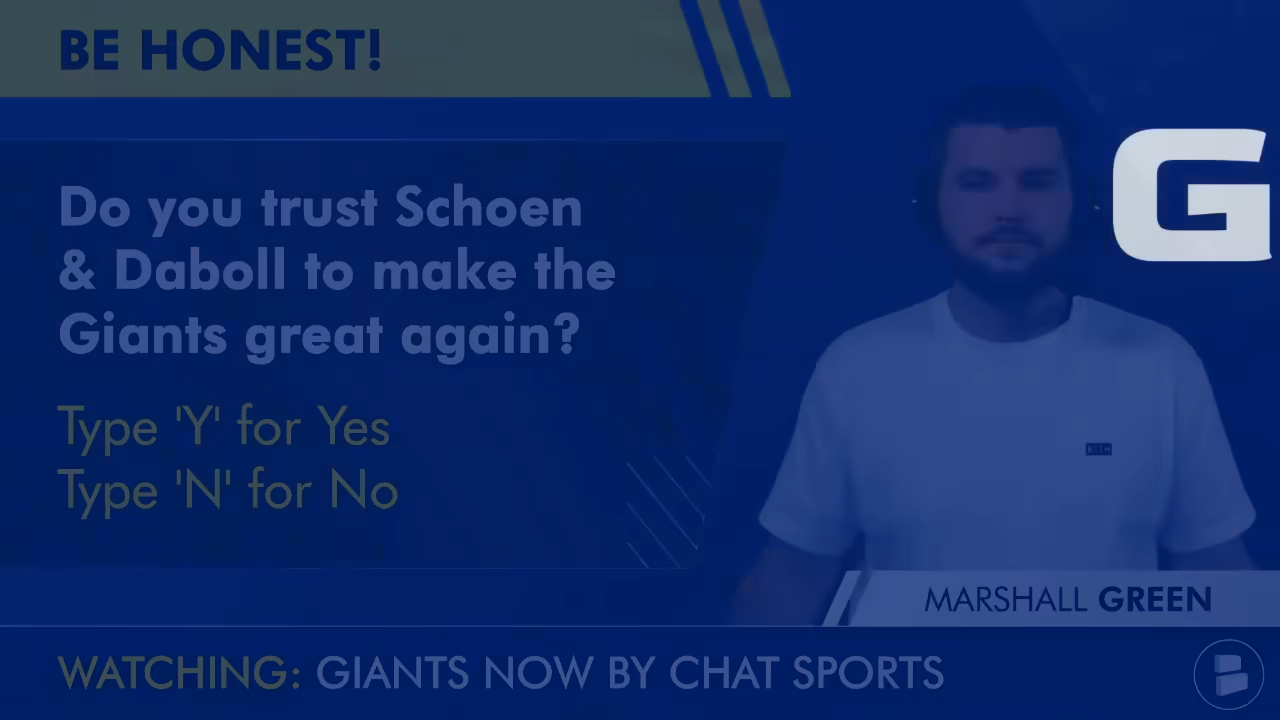 BE HONEST!
Do you trust Schoen
& Daboll to make the
Giants great again?
Type 'Y' for Yes
Type 'N' for No
G
KITH
MARSHALL GREEN
WATCHING: GIANTS NOW BY CHAT SPORTS